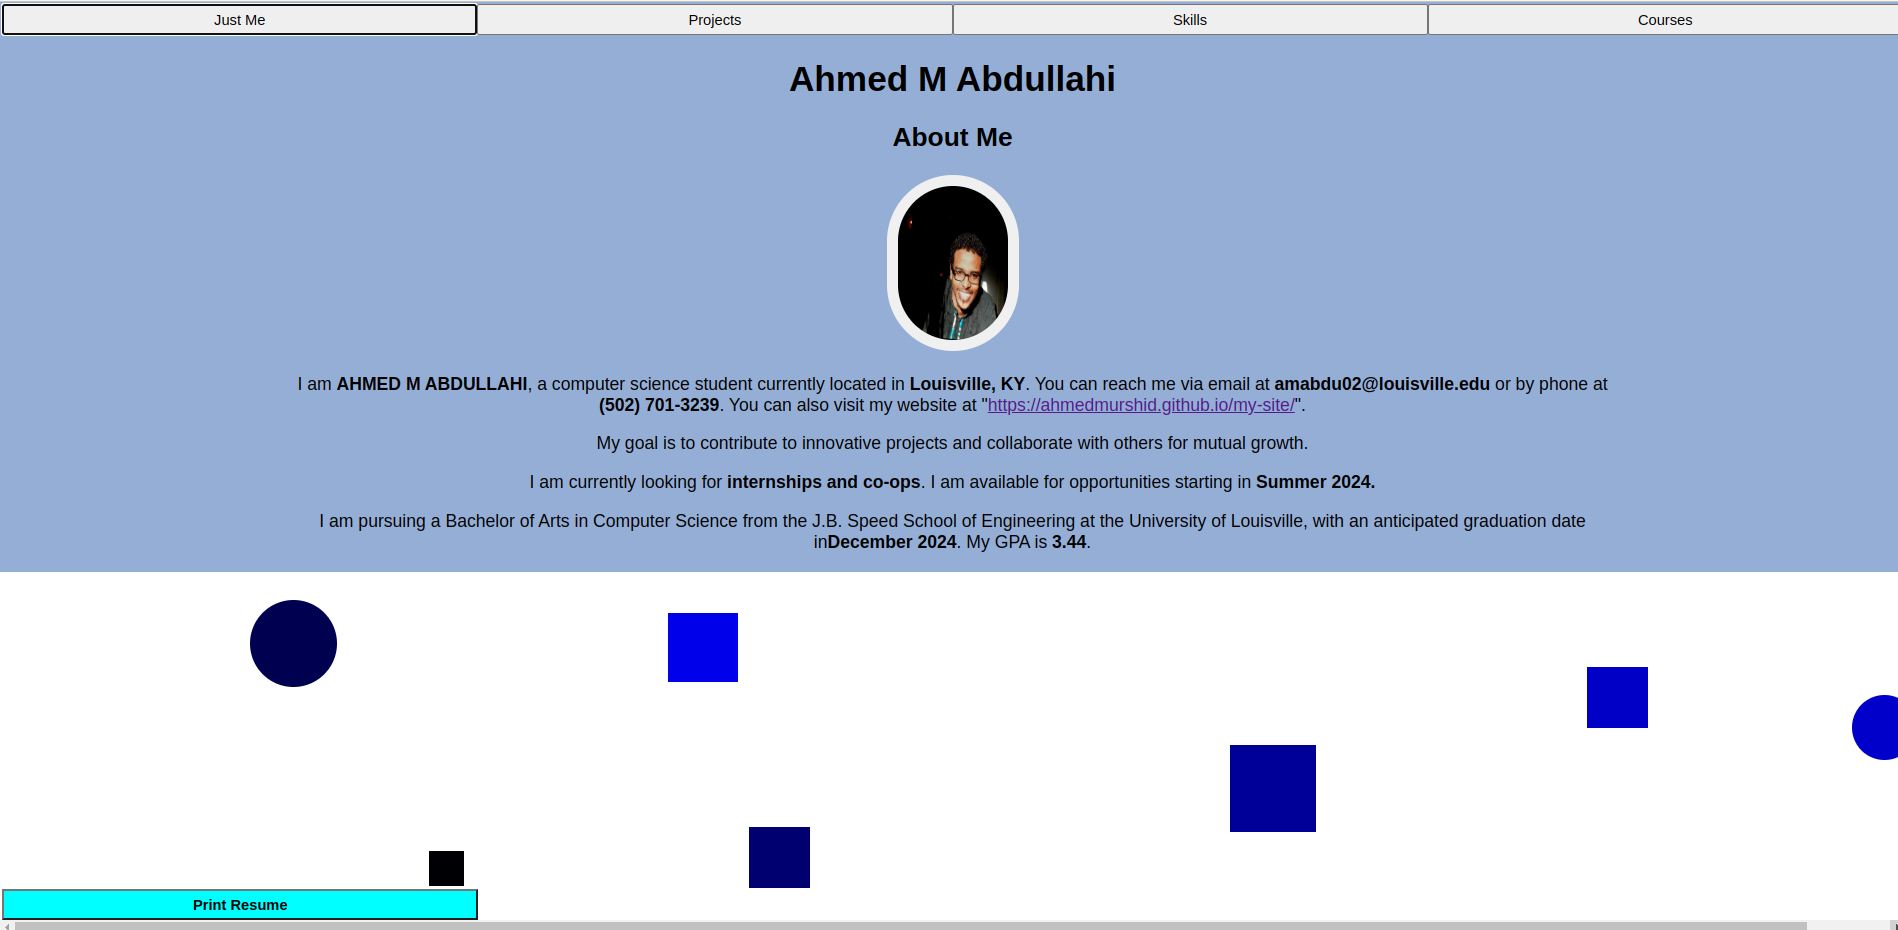 Just Me
Projects
Skills
Courses
Ahmed M Abdullahi
About Me
I am AHMED M ABDULLAHI, a computer science student currently located in Louisville, KY. You can reach me via email at amabdu02@louisville.edu or by phone at
(502) 701-3239. You can also visit my website at "https://ahmedmurshid.github.io/my-site/".
My goal is to contribute to innovative projects and collaborate with others for mutual growth.
I am currently looking for internships and co-ops. I am available for opportunities starting in Summer 2024.
I am pursuing a Bachelor of Arts in Computer Science from the J.B. Speed School of Engineering at the University of Louisville, with an anticipated graduation date
inDecember 2024. My GPA is 3.44.
Print Resume